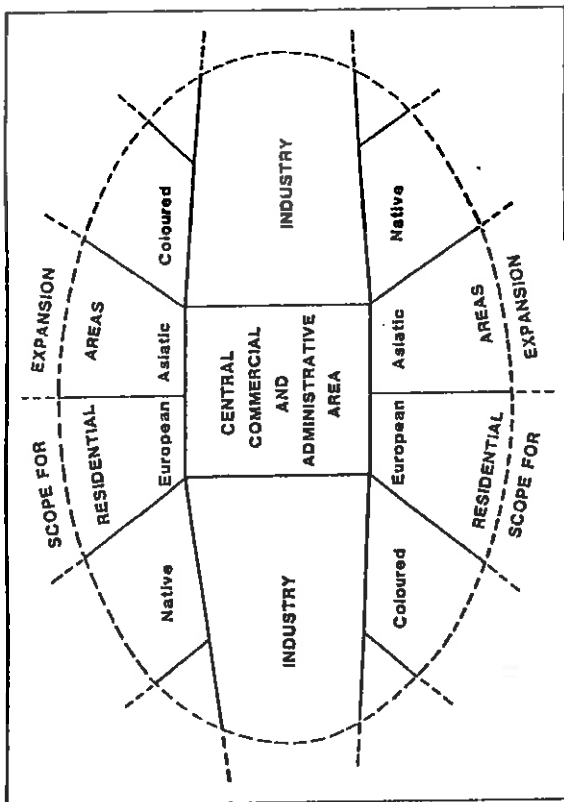 SCOPE FOR EXPANSION
RESIDENTIAL AREAS
Native European Asiatic Coloured
INDUSTRY
CENTRAL
COMMERCIAL
AND
ADMINISTRATIVE
AREA
INDUSTRY
Coloured European Asiatic Native
RESIDENTIAL AREAS
SCOPE FOR EXPANSION